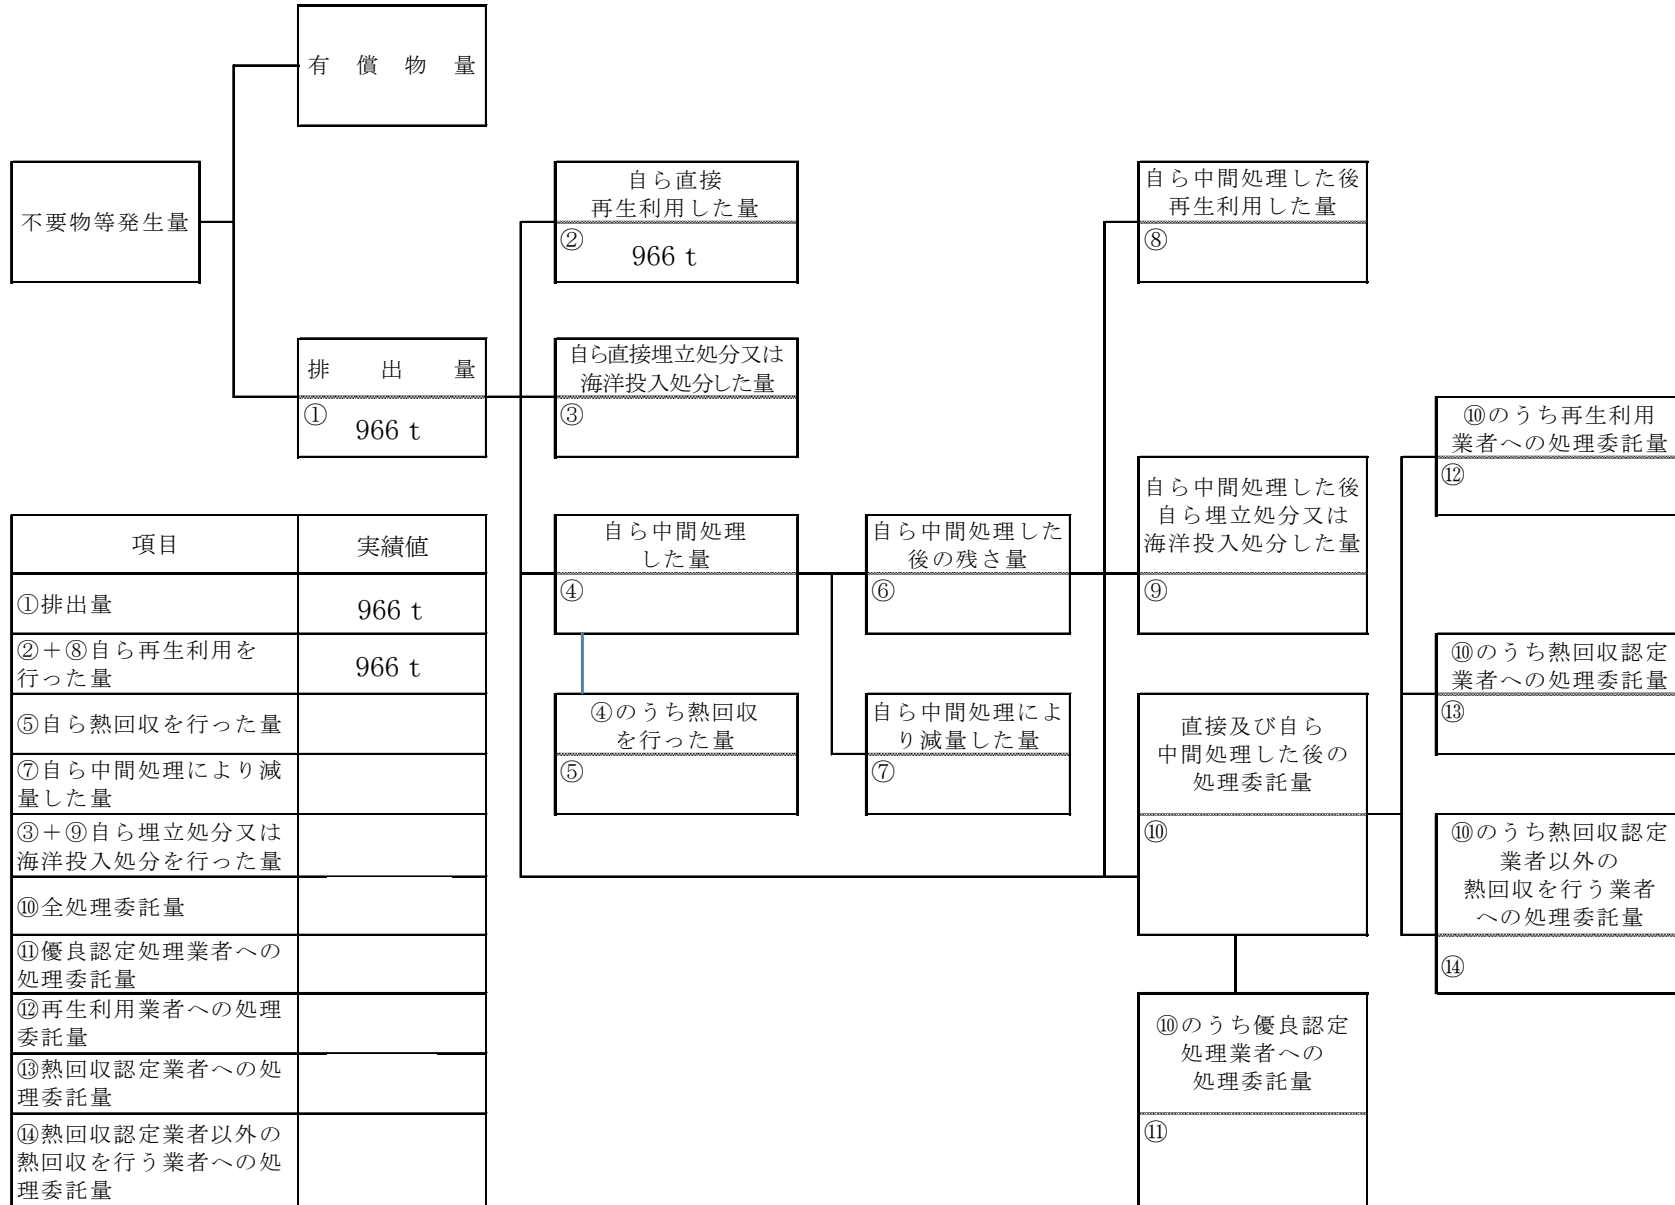 有償物量
不要物等発生量
排出量
①
966 t
自ら直接
再生利用した量
②
966 t
自ら直接埋立処分又は
海洋投入処分した量
③
自ら中間処理
した量
④
④のうち熱回収
を行った量
⑤
自ら中間処理した
後の残さ量
⑥
自ら中間処理によ
り減量した量
⑦
自ら中間処理した後
再生利用した量
⑧
自ら中間処理した後
自ら埋立処分又は
海洋投入処分した量
⑨
直接及び自ら
中間処理した後の
処理委託量
⑩
⑩のうち優良認定
処理業者への
処理委託量
⑪
⑩のうち再生利用
業者への処理委託量
⑫
⑩のうち熱回収認定
業者への処理委託量
⑬
⑩のうち熱回収認定
業者以外の
熱回収を行う業者
への処理委託量
⑭
項目 実績値
①排出量 966 t
②＋⑧自ら再生利用を
行った量
966 t
⑤自ら熱回収を行った量
⑦自ら中間処理により減
量した量
③＋⑨自ら埋立処分又は
海洋投入処分を行った量
⑩全処理委託量
⑪優良認定処理業者への
処理委託量
⑫再生利用業者への処理
委託量
⑬熱回収認定業者への処
理委託量
⑭熱回収認定業者以外の
熱回収を行う業者への処
理委託量